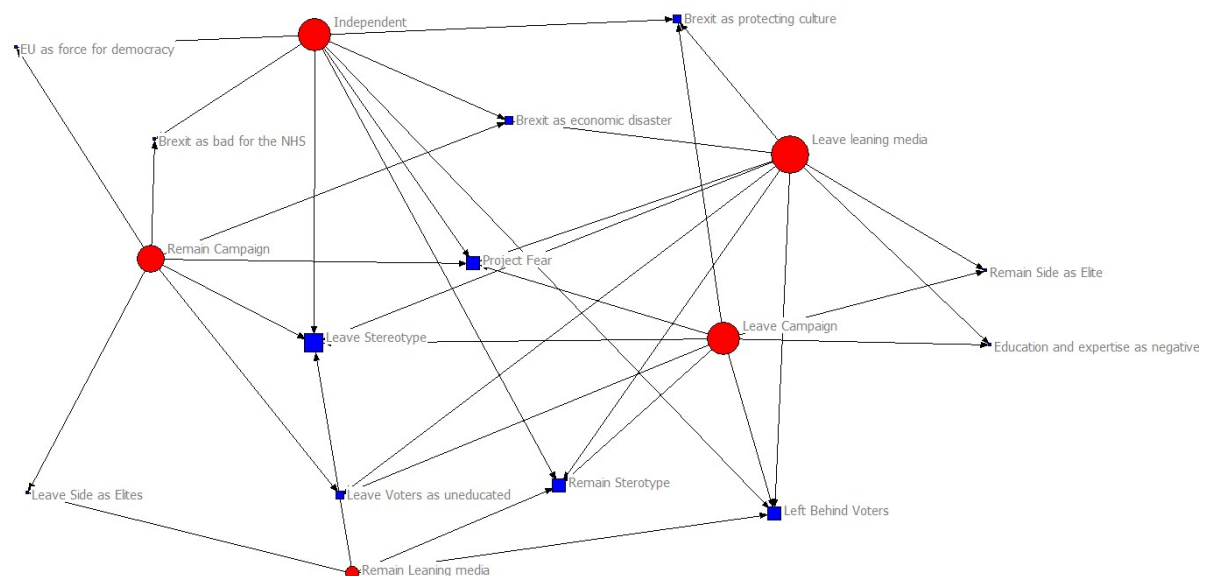 Independent
Brexit as protecting culture
EU as force for democracy
Brexit as economic disaster
Brexit as bad for the NHS
Leave leaning media
Remain Campaign
Project Fear
Remain Side as Elite
Leave Campaign
Leave Stereotype
Education and expertise as negative
Remain Sterotype
Leave Side as Elites
Leave Voters as uneducated
Left Behind Voters
Remain Leaning media